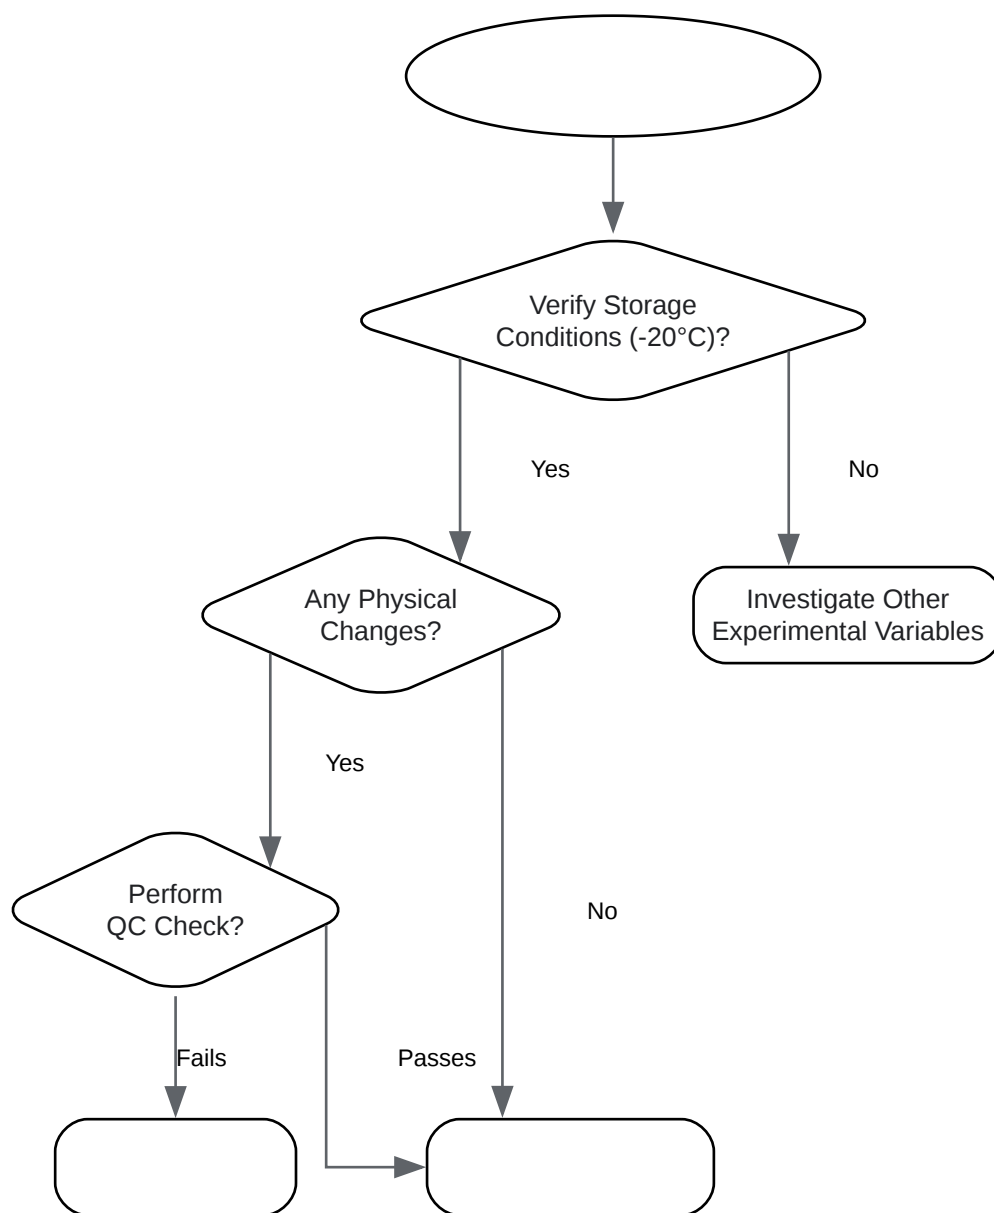 Verify Storage
Conditions (-20°C)?
Yes
No
Any Physical
Changes?
Investigate Other
Experimental Variables
Yes
Perform
QC Check?
No
Fails
Passes